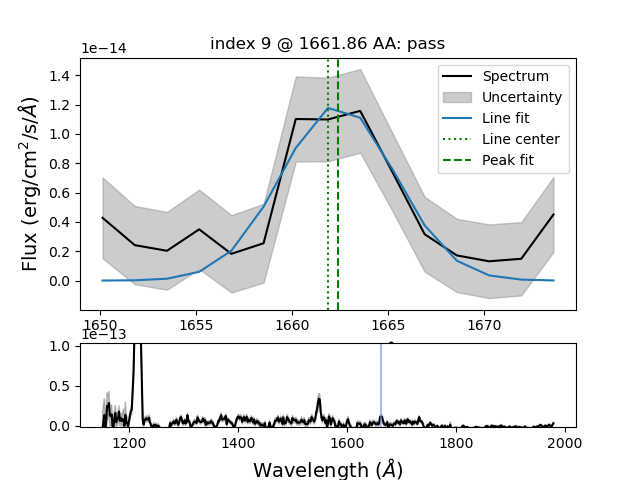 index 9 @ 1661.86 AA: pass
1e−14
Flux (erg/cm²/s/Å)
1.4
1.2
1.0
0.8
0.6
0.4
0.2
0.0
Spectrum
Uncertainty
Line fit
Line center
Peak fit
1650 1655 1660 1665 1670
1e−13
1.0
0.5
0.0
1200 1400 1600 1800 2000
Wavelength (Å)